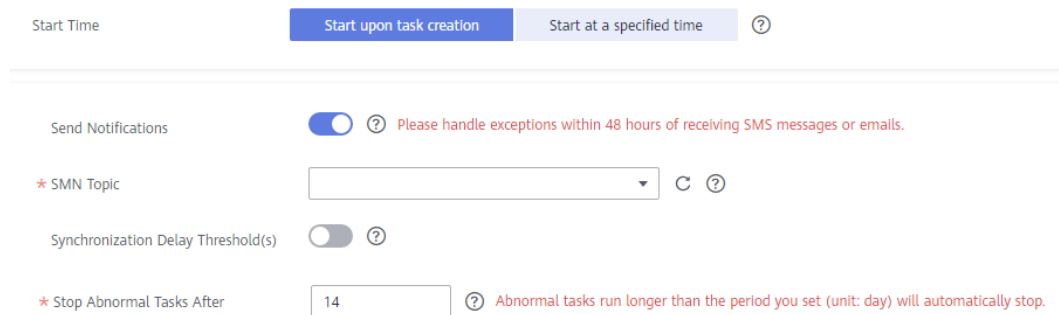 Start Time Start upon task creation Start at a specified time ?
Send Notifications ? Please handle exceptions within 48 hours of receiving SMS messages or emails.
* SMN Topic ?
Synchronization Delay Threshold(s) ?
* Stop Abnormal Tasks After 14 ? Abnormal tasks run longer than the period you set (unit: day) will automatically stop.